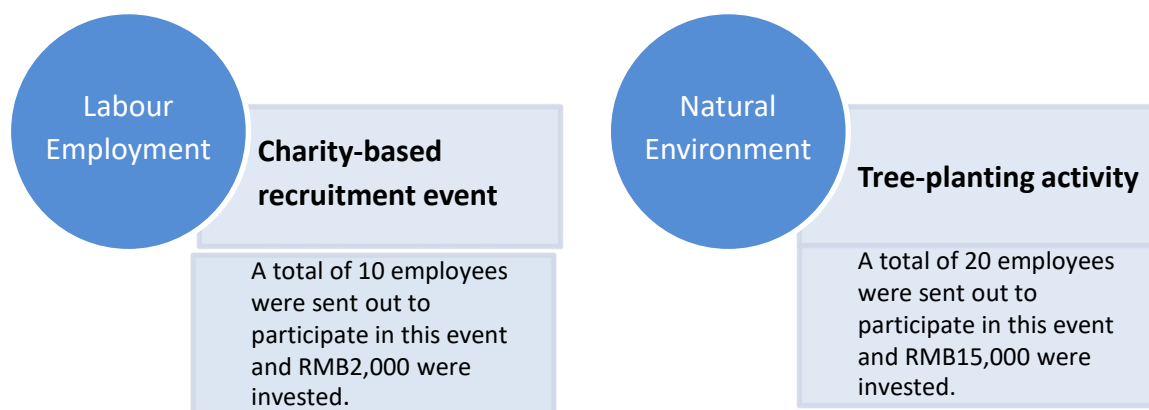 Labour
Employment
Charity-based
recruitment event
A total of 10 employees
were sent out to
participate in this event
and RMB2,000 were
invested.
Natural
Environment
Tree-planting activity
A total of 20 employees
were sent out to
participate in this event
and RMB15,000 were
invested.